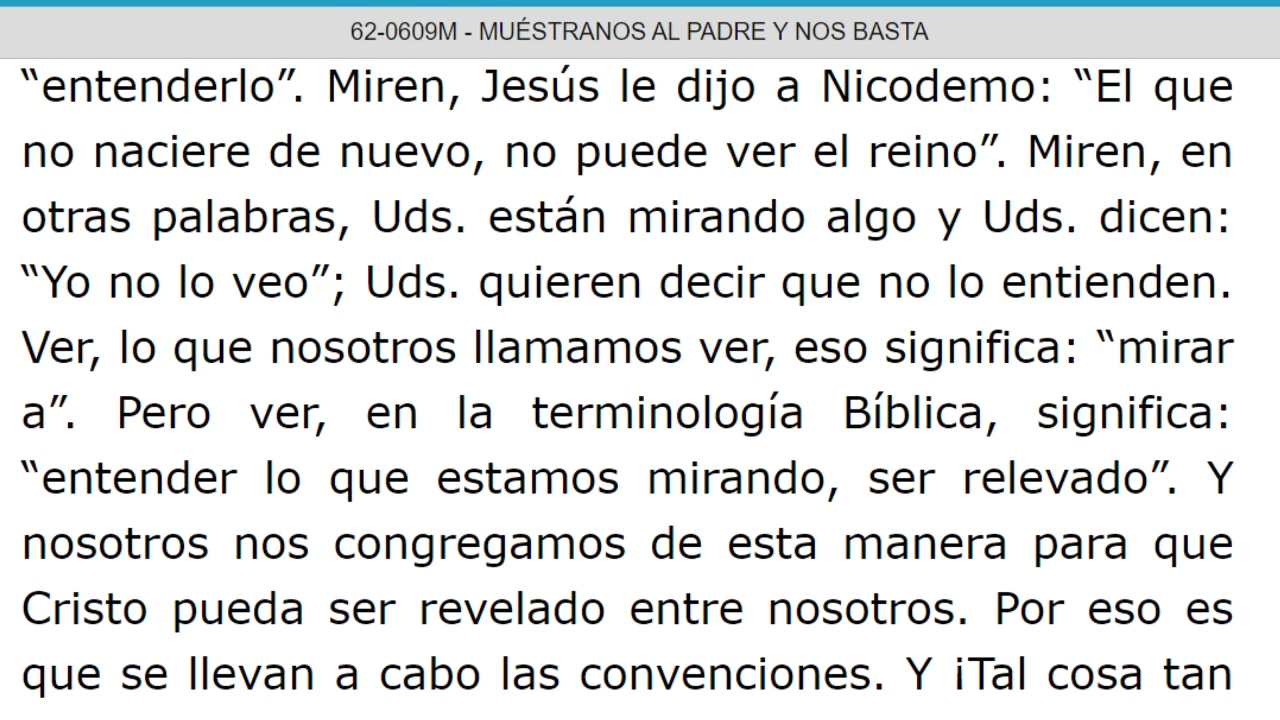 62-0609M - MUÉSTRANOS AL PADRE Y NOS BASTA
“entenderlo”. Miren, Jesús le dijo a Nicodemo: “El que
no naciere de nuevo, no puede ver el reino”. Miren, en
otras palabras, Uds. están mirando algo y Uds. dicen:
“Yo no lo veo”; Uds. quieren decir que no lo entienden.
Ver, lo que nosotros llamamos ver, eso significa: “mirar
a”. Pero ver, en la terminología Bíblica, significa:
“entender lo que estamos mirando, ser relevado”. Y
nosotros nos congregamos de esta manera para que
Cristo pueda ser revelado entre nosotros. Por eso es
que se llevan a cabo las convenciones. Y ¡Tal cosa tan